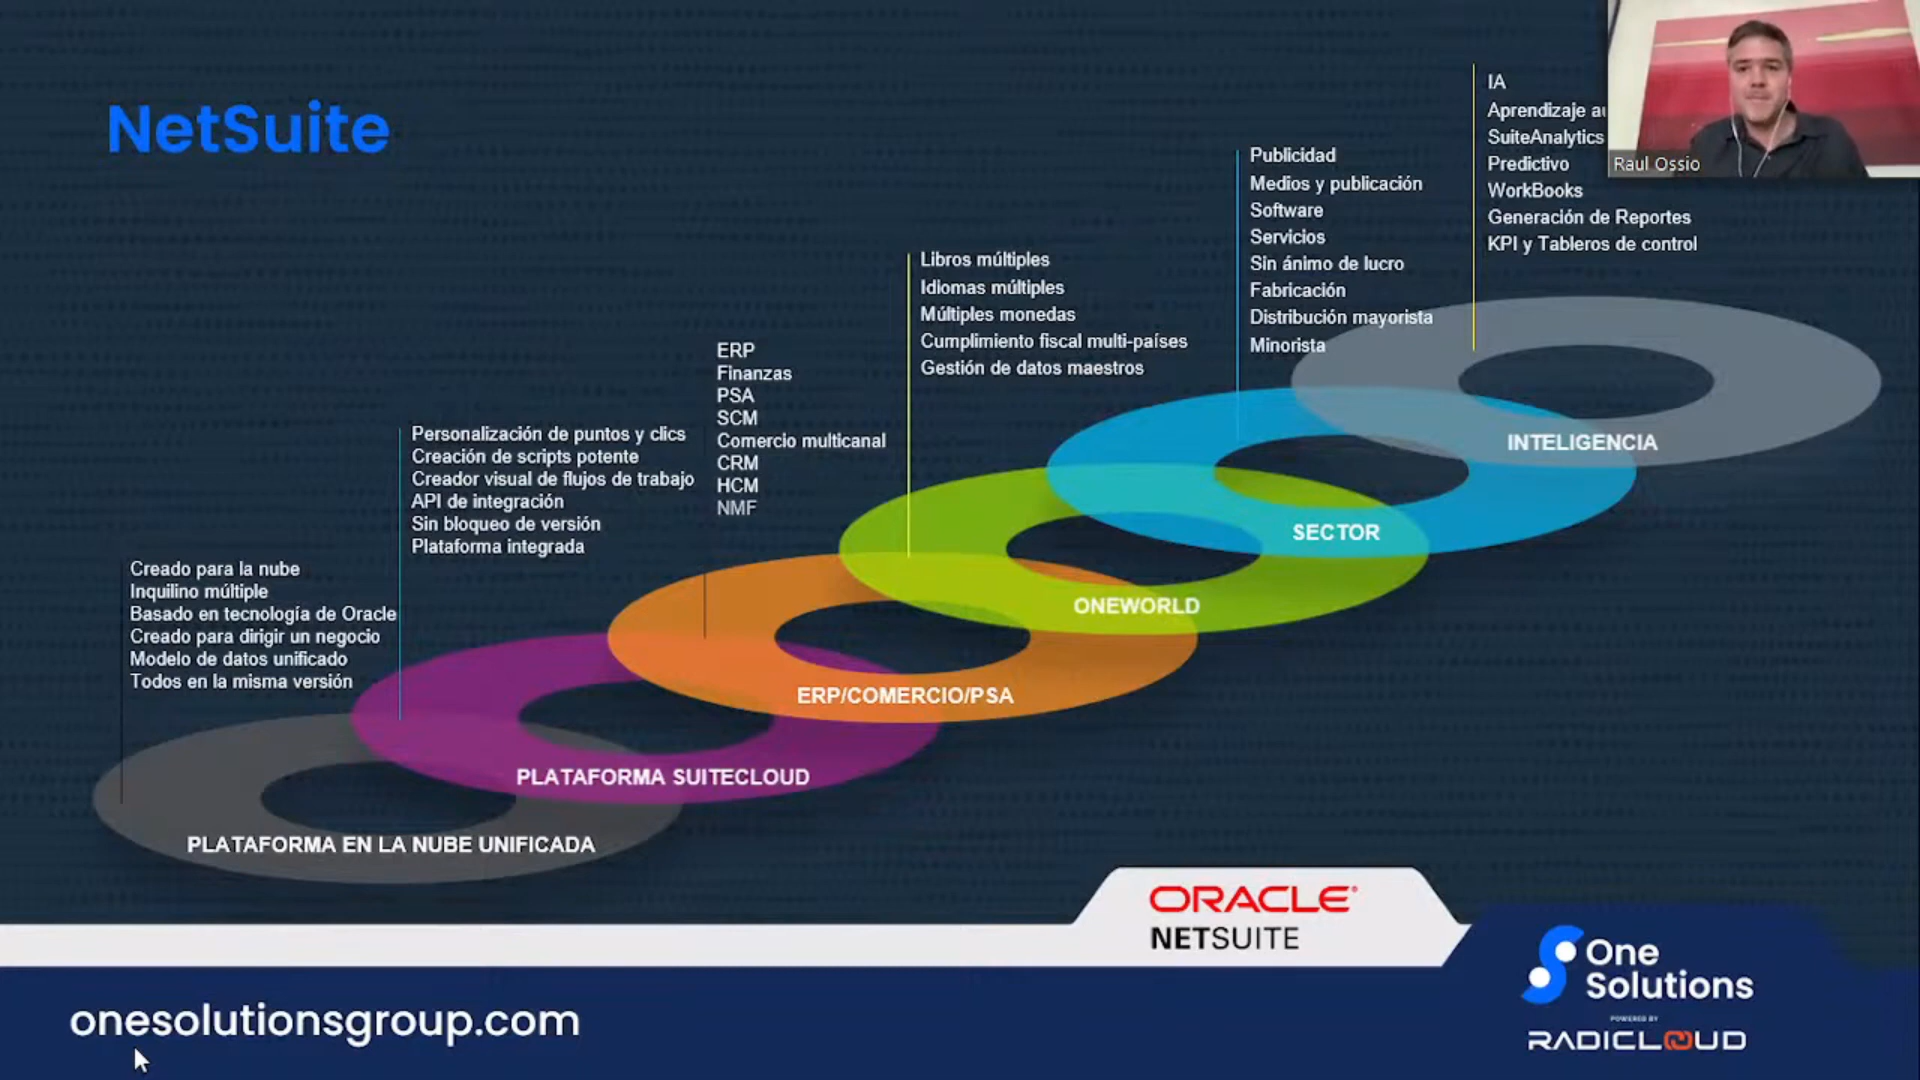 NetSuite
Creado para la nube
Inquilino múltiple
Basado en tecnología de Oracle
Creado para dirigir un negocio
Modelo de datos unificado
Todos en la misma versión
PLATAFORMA EN LA NUBE UNIFICADA
Personalización de puntos y clics
Creación de scripts potente
Creador visual de flujos de trabajo
API de integración
Sin bloqueo de versión
Plataforma integrada
PLATAFORMA SUITECLOUD
ERP
Finanzas
PSA
SCM
Comercio multicanal
CRM
HCM
NMF
ERP/COMERCIO/PSA
Libros múltiples
Idiomas múltiples
Múltiples monedas
Cumplimiento fiscal multi-países
Gestión de datos maestros
ONEWORLD
Publicidad
Medios y publicación
Software
Servicios
Sin ánimo de lucro
Fabricación
Distribución mayorista
Minorista
SECTOR
IA
Aprendizaje
SuiteAnalytics
Predictivo
WorkBooks
Generación de Reportes
KPI y Tableros de control
INTELIGENCIA
Raul Ossio
ORACLE
NETSUITE
onesolutionsgroup.com
One
Solutions
POWERED BY
RADICLOUD